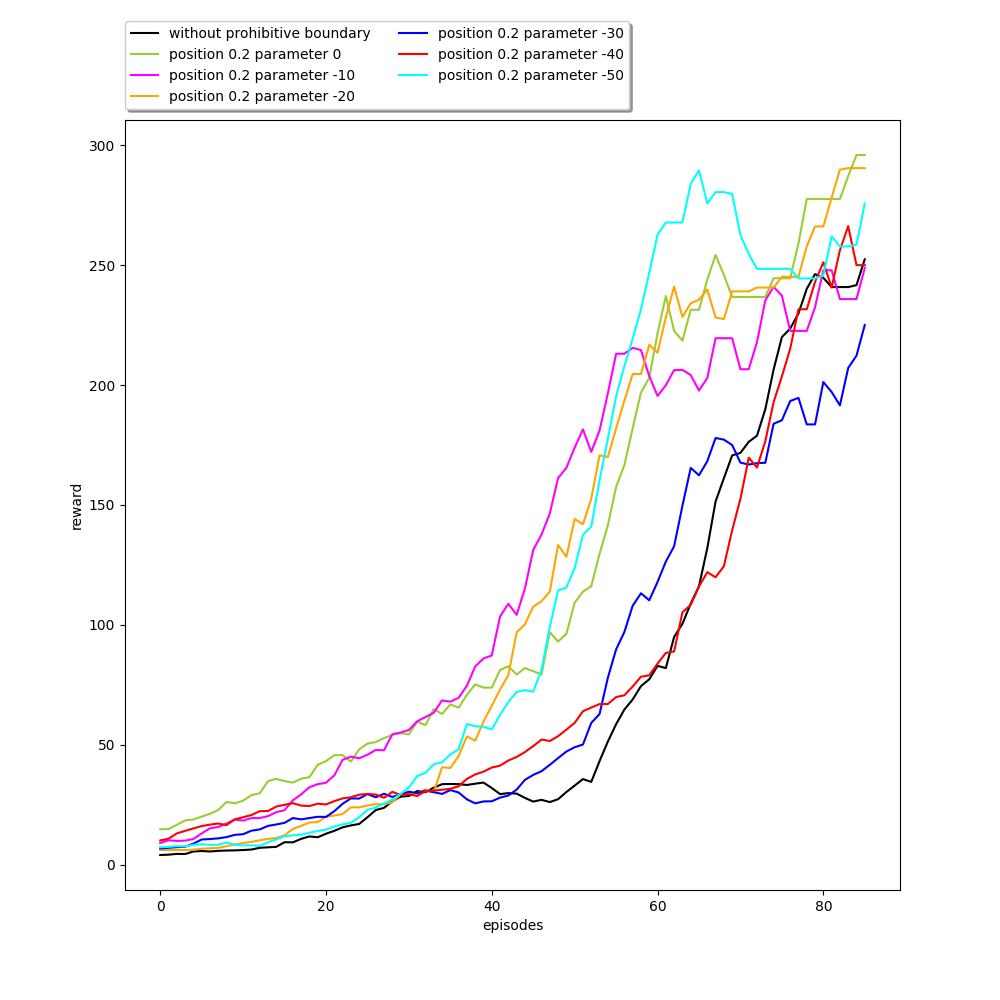 without prohibitive boundary
position 0.2 parameter 0
position 0.2 parameter -10
position 0.2 parameter -20
position 0.2 parameter -30
position 0.2 parameter -40
position 0.2 parameter -50
300
250
200
150
100
50
0
reward
0 20 40 60 80
episodes